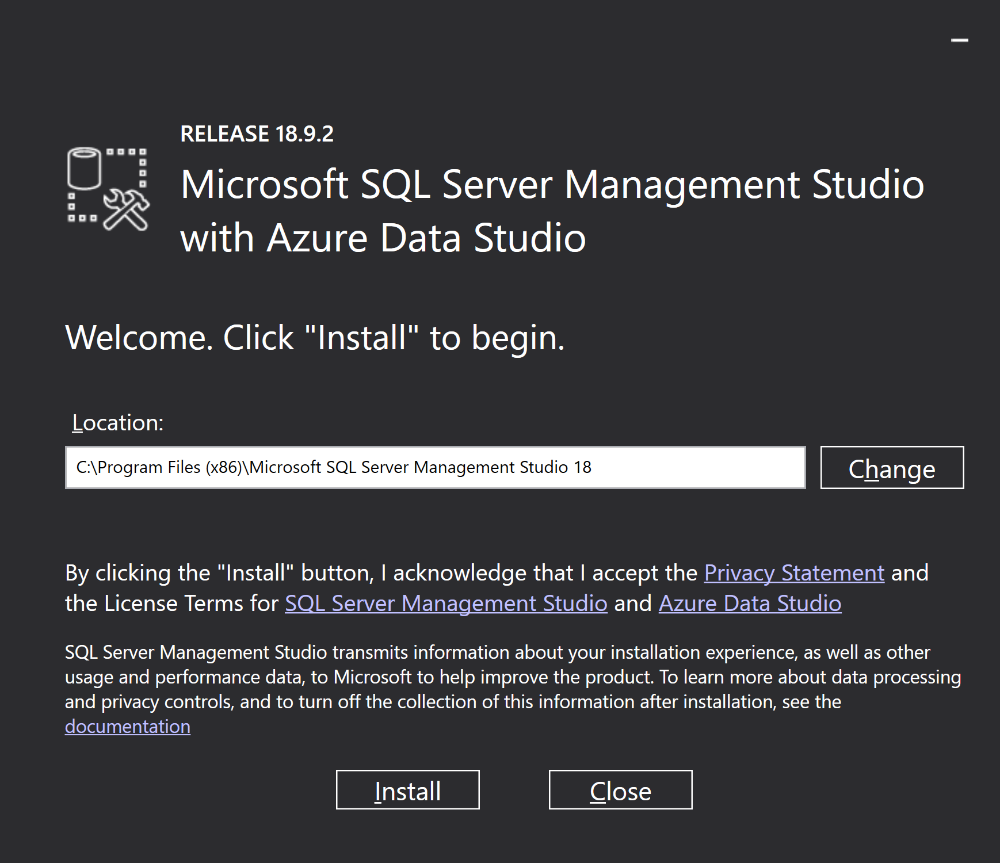 RELEASE 18.9.2
Microsoft SQL Server Management Studio
with Azure Data Studio
Welcome. Click "Install" to begin.
Location:
C:\Program Files (x86)\Microsoft SQL Server Management Studio 18
Change
By clicking the "Install" button, I acknowledge that I accept the Privacy Statement and
the License Terms for SQL Server Management Studio and Azure Data Studio
SQL Server Management Studio transmits information about your installation experience, as well as other
usage and performance data, to Microsoft to help improve the product. To learn more about data processing
and privacy controls, and to turn off the collection of this information after installation, see the
documentation
Install
Close